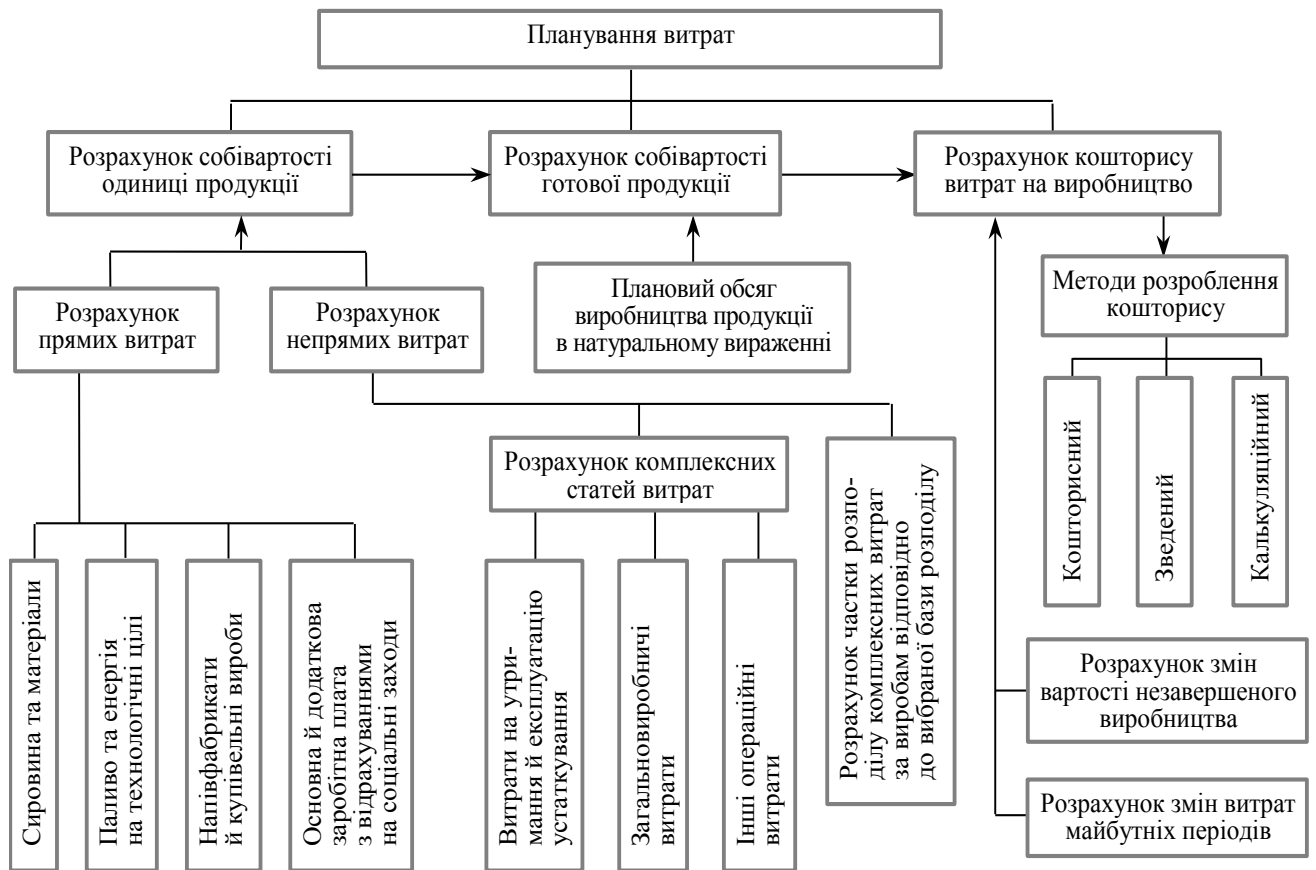 Планування витрат
Розрахунок собівартості
одиниці продукції
Розрахунок собівартості
готової продукції
Розрахунок кошторису
витрат на виробництво
Розрахунок
прямих витрат
Розрахунок
непрямих витрат
Плановий обсяг
виробництва продукції
в натуральному вираженні
Методи розроблення
кошторису
Кошторисний
Зведений
Калькуляційний
Розрахунок комплексних
статей витрат
Розрахунок частки розпо-
ділу комплексних витрат
за виробам відповідно
до вибраної бази розподілу
Сировина та матеріали
Паливо та енергія
на технологічні цілі
Напівфабрикати
й купівельні вироби
Основна й додаткова
заробітна плата
з відрахуваннями
на соціальні заходи
Витрати на утри-
мання й експлуатацію
устаткування
Загальновиробничі
витрати
Інші операційні
витрати
Розрахунок змін
вартості незавершеного
виробництва
Розрахунок змін витрат
майбутніх періодів